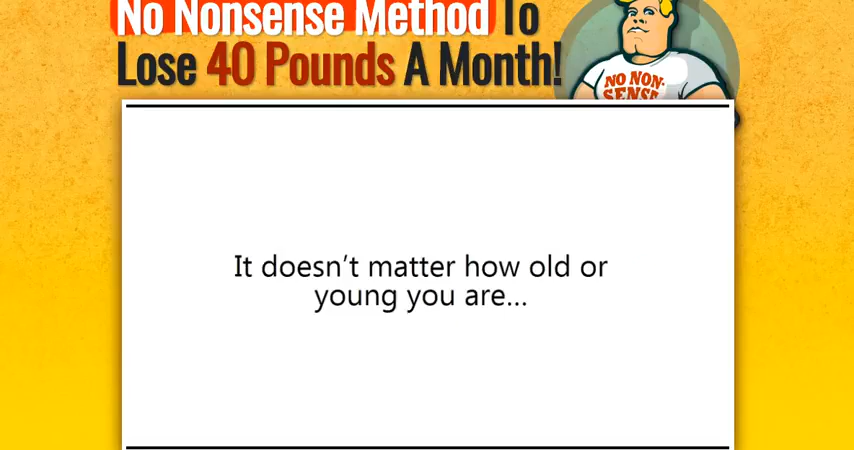 No Nonsense Method To
Lose 40 Pounds A Month!
NO NON-
SENSE
It doesn't matter how old or
young you are...